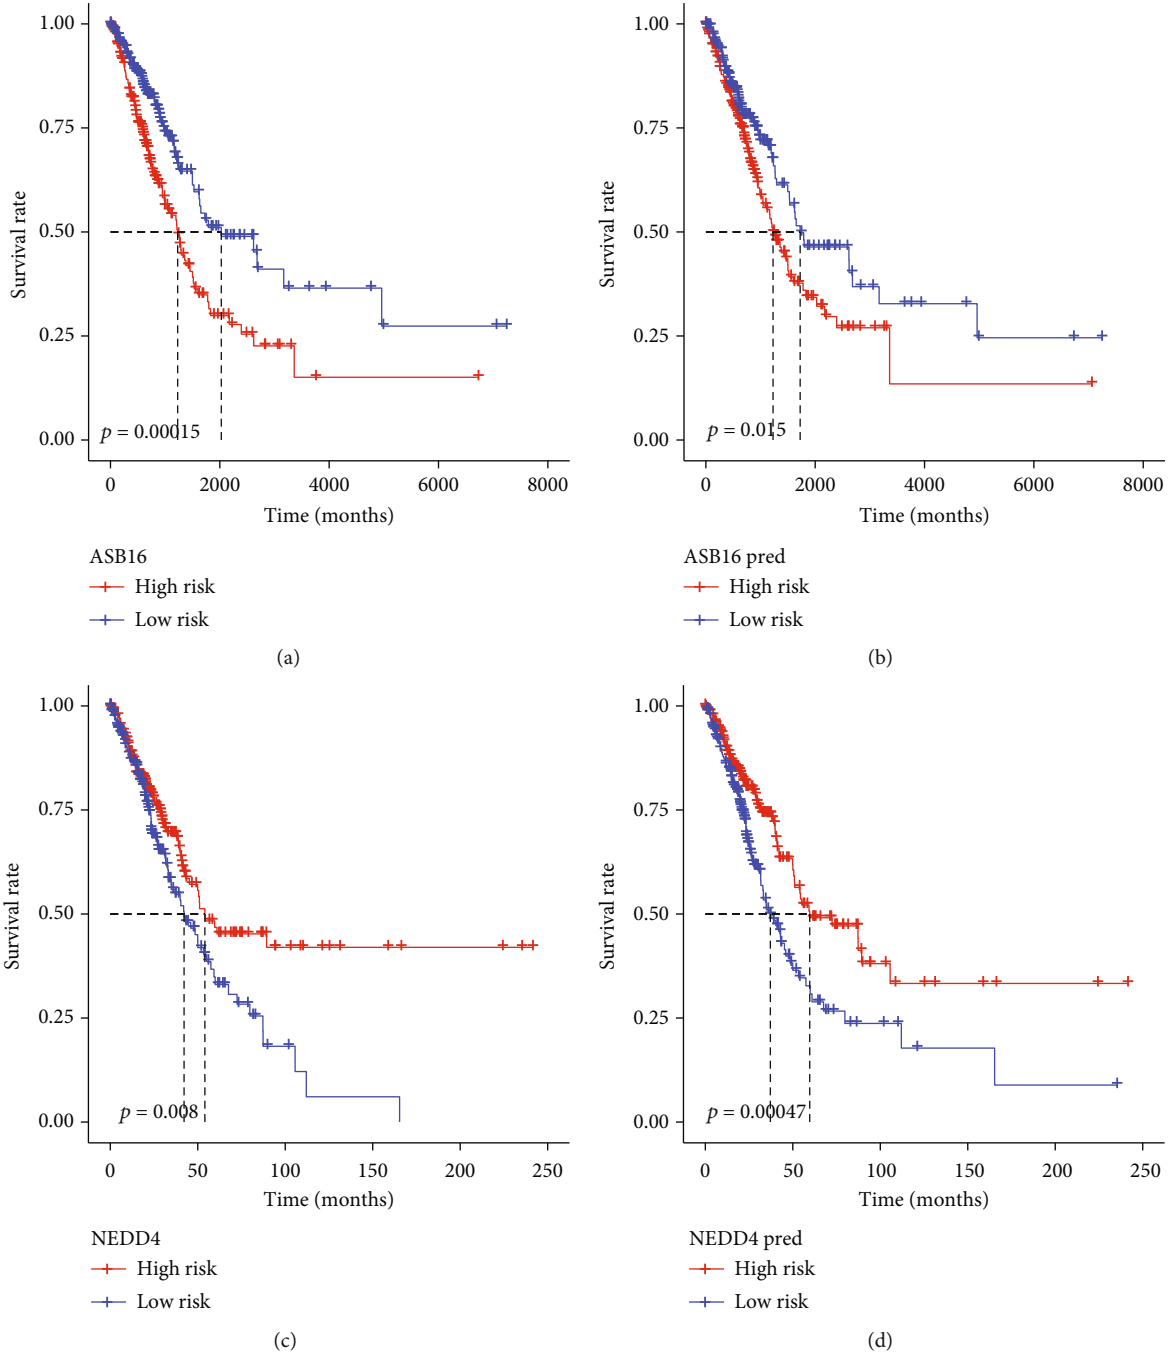 1.00
0.75
0.50
0.25
0.00
Survival rate
p = 0.00015
0 2000 4000 6000 8000
Time (months)
ASB16
High risk
Low risk
(a)
1.00
0.75
0.50
0.25
0.00
Survival rate
p = 0.015
0 2000 4000 6000 8000
Time (months)
ASB16 pred
High risk
Low risk
(b)
1.00
0.75
0.50
0.25
0.00
Survival rate
p = 0.008
0 50 100 150 200 250
Time (months)
NEDD4
High risk
Low risk
(c)
1.00
0.75
0.50
0.25
0.00
Survival rate
p = 0.00047
0 50 100 150 200 250
Time (months)
NEDD4 pred
High risk
Low risk
(d)